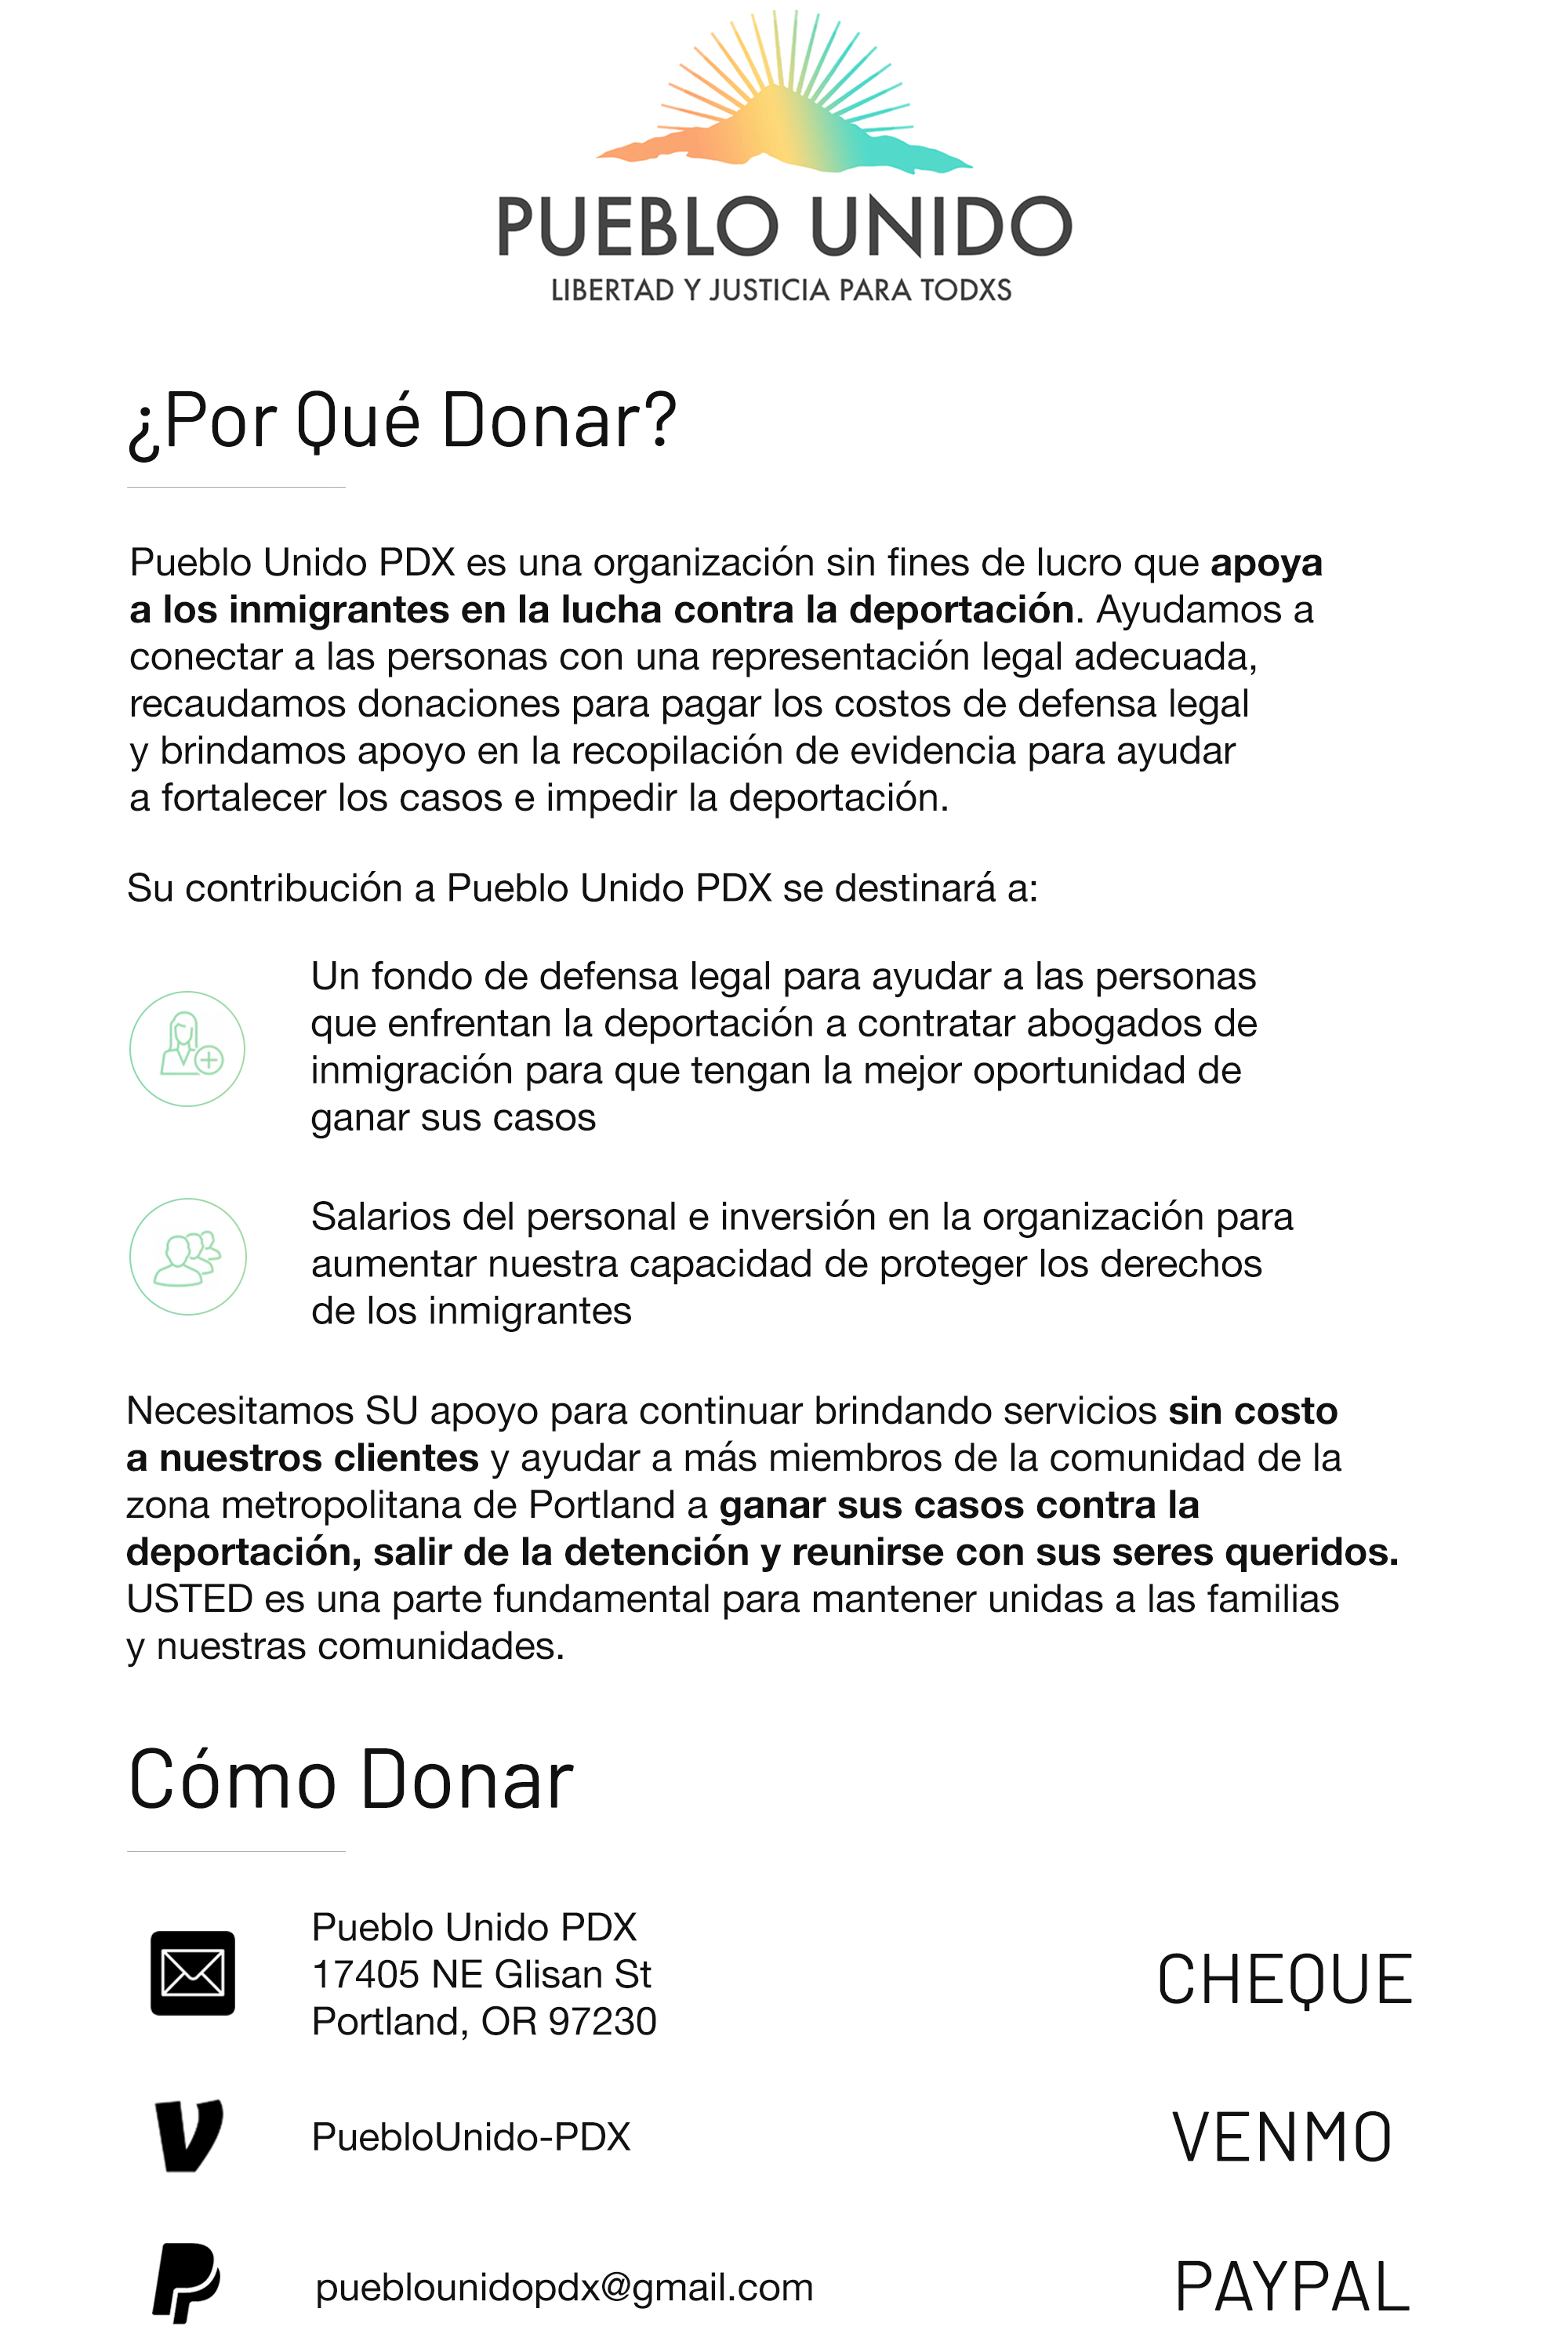 PUEBLO UNIDO
LIBERTAD Y JUSTICIA PARA TODXS
¿Por Qué Donar?
Pueblo Unido PDX es una organización sin fines de lucro que apoya
a los inmigrantes en la lucha contra la deportación. Ayudamos a
conectar a las personas con una representación legal adecuada,
recaudamos donaciones para pagar los costos de defensa legal
y brindamos apoyo en la recopilación de evidencia para ayudar
a fortalecer los casos e impedir la deportación.
Su contribución a Pueblo Unido PDX se destinará a:
Un fondo de defensa legal para ayudar a las personas
que enfrentan la deportación a contratar abogados de
inmigración para que tengan la mejor oportunidad de
ganar sus casos
Salarios del personal e inversión en la organización para
aumentar nuestra capacidad de proteger los derechos
de los inmigrantes
Necesitamos SU apoyo para continuar brindando servicios sin costo
a nuestros clientes y ayudar a más miembros de la comunidad de la
zona metropolitana de Portland a ganar sus casos contra la
deportación, salir de la detención y reunirse con sus seres queridos.
USTED es una parte fundamental para mantener unidas a las familias
y nuestras comunidades.
Cómo Donar
Pueblo Unido PDX
17405 NE Glisan St
Portland, OR 97230
CHEQUE
PuebloUnido-PDX
VENMO
pueblounidopdx@gmail.com
PAYPAL